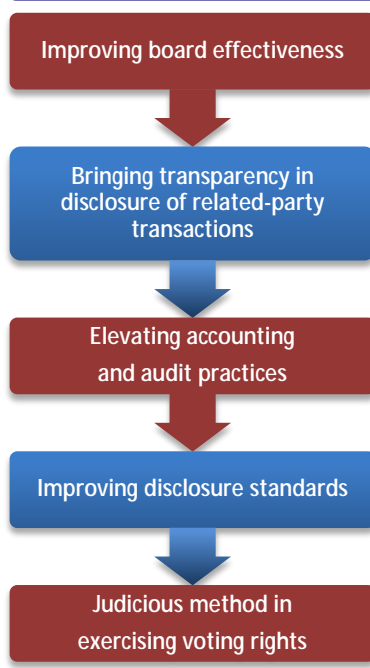 Improving board effectiveness
Bringing transparency in
disclosure of related-party
transactions
Elevating accounting
and audit practices
Improving disclosure standards
Judicious method in
exercising voting rights